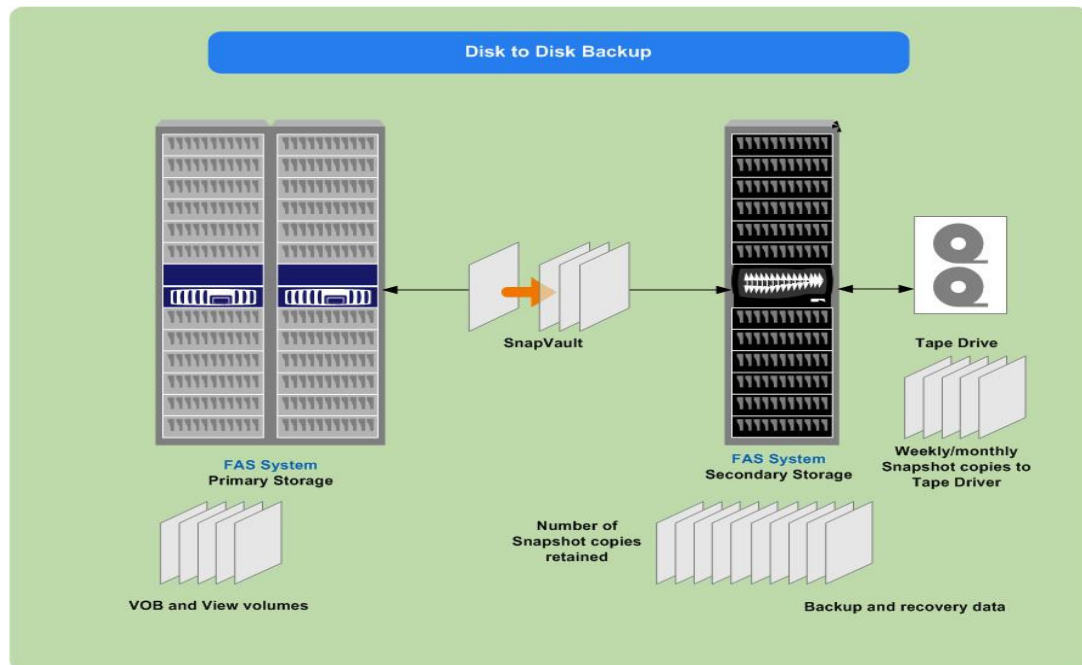 Disk to Disk Backup
SnapVault
Tape Drive
FAS System
Primary Storage
FAS System
Secondary Storage
Weekly/monthly
Snapshot copies to
Tape Driver
Number of
Snapshot copies
retained
VOB and View volumes
Backup and recovery data